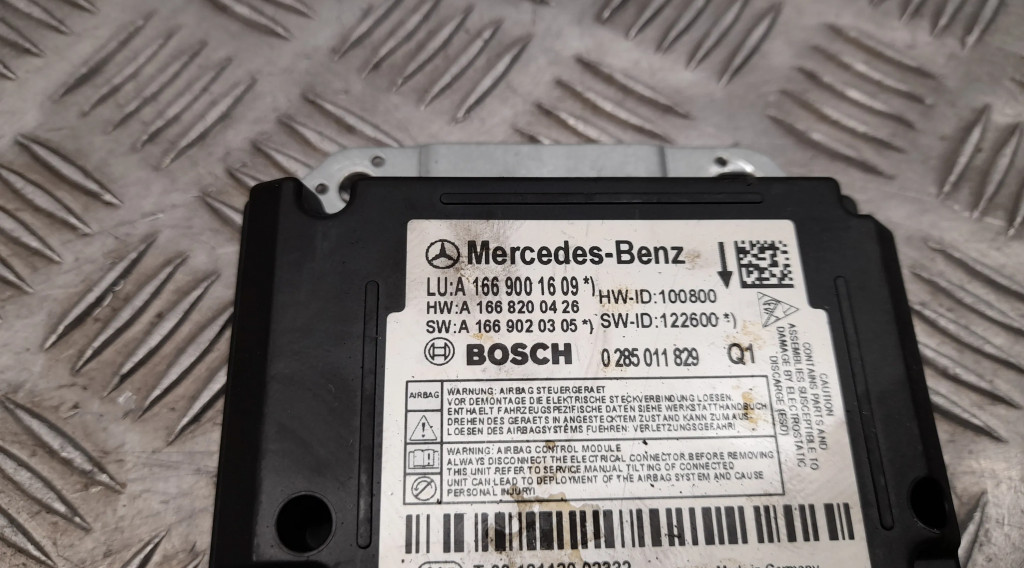 Mercedes-Benz
LU:A 166 900 16 09 *)
HW:A 166 820 04 26
SW:A 166 902 03 05 *)
HW-ID:100800
SW-ID:122600 *)
BOSCH 0 285 011 829 Q1
CAUTION
CONTAINS PARTS AND
ASSEMBLIES SUSCEPTIBLE TO
DAMAGE BY ELECTROSTATIC
DISCARGE (ESD)
AIRBAG
WARNUNG: AIRBAG STEUERGERAET
VOR DEMONTAGE DIE ELEKTRISCHE STECKVERBINDUNG LOESEN.
ENTHAELT FAHRZEUGSPEZIFISCHE DATEN SIEHE WERKSTATTHANDBUCH
DREHEN DES GERAETS IN ANGESTECKTEM ZUSTAND KANN ZUM AUS-
LOESEN DES AIRBAGSYSTEMS FUEHREN: VERLETZUNGSGEFAHR!
WARNING: AIRBAG CONTROL MODULE
ALWAYS DISCONNECT THE ELECTRICAL CONNECTOR BEFORE REMOVING
THIS UNIT REFER TO SERVICE MANUAL TILTING OF CONNECTED
UNIT CAN LEAD TO DEPLOYMENT OF THE AIRBAG SYSTEM AND CAUSE
PERSONAL INJURY!
Made in Germany